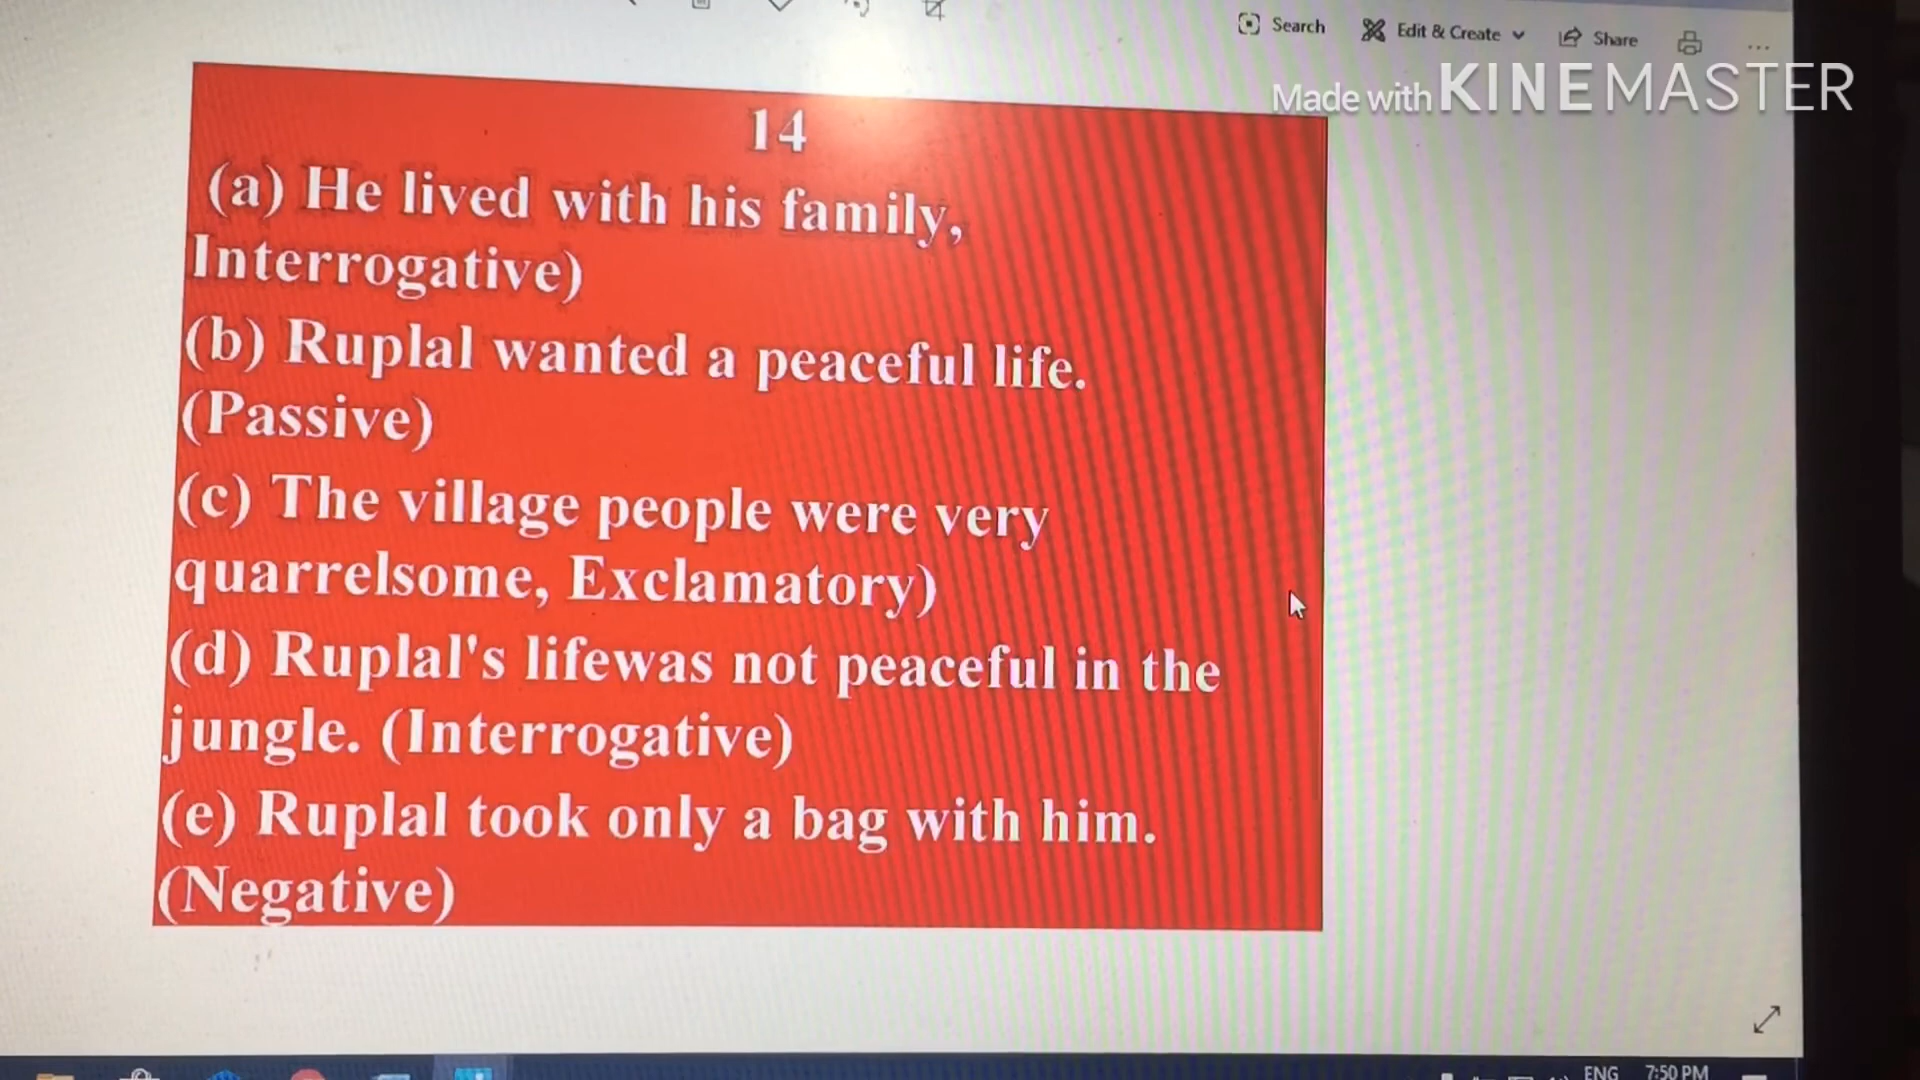 Search Edit & Create Share ...
Made with KINEMASTER
14
(a) He lived with his family,
Interrogative)
(b) Ruplal wanted a peaceful life.
(Passive)
(c) The village people were very
quarrelsome, Exclamatory)
(d) Ruplal's lifewas not peaceful in the
jungle. (Interrogative)
(e) Ruplal took only a bag with him.
(Negative)
ENG 7:50 PM